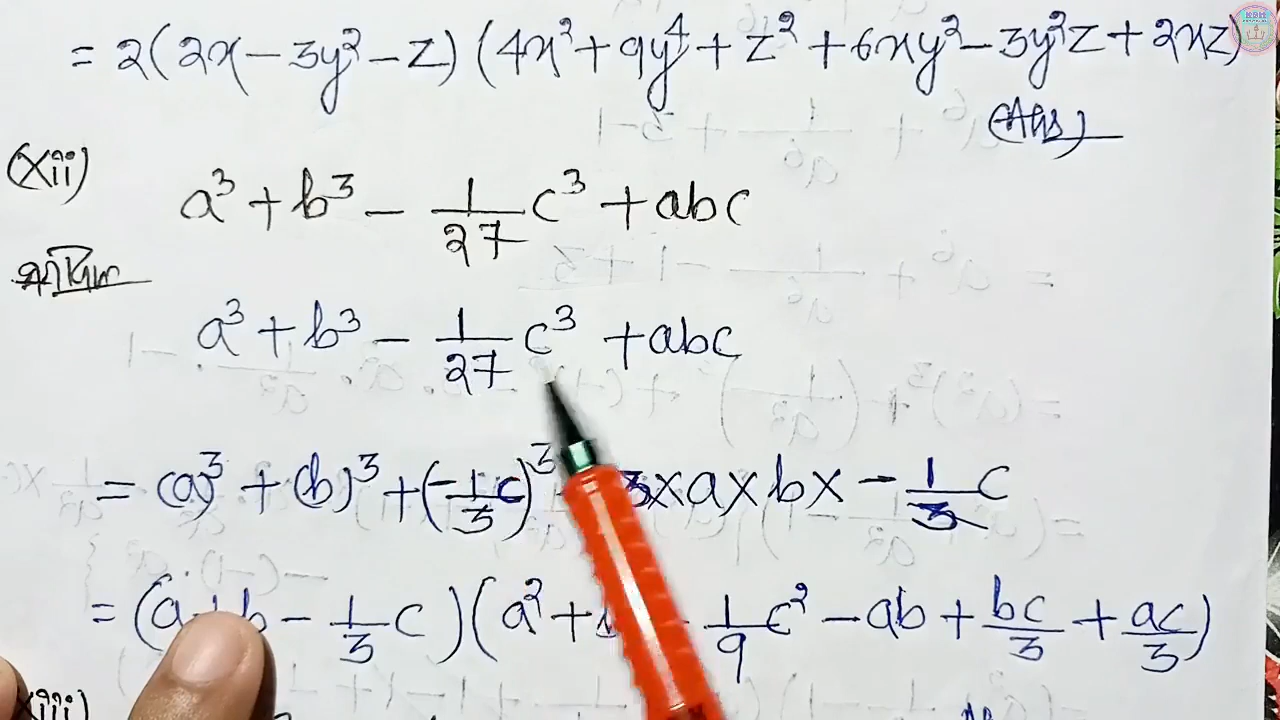 = 2(2x-3y²-z)(4x²+9y⁴+z²+6xy²-3y²z+2xz)
(Ans)
(xii) a³+b³-1/27 c³+abc
a³+b³-1/27 c³+abc
= (a)³+(b)³+(-1/3 c)³ 3×a×b×-1/3 c
= (a+b-1/3 c)(a²+ 1/9 c²-ab+bc/3+ac/3)
xiii)